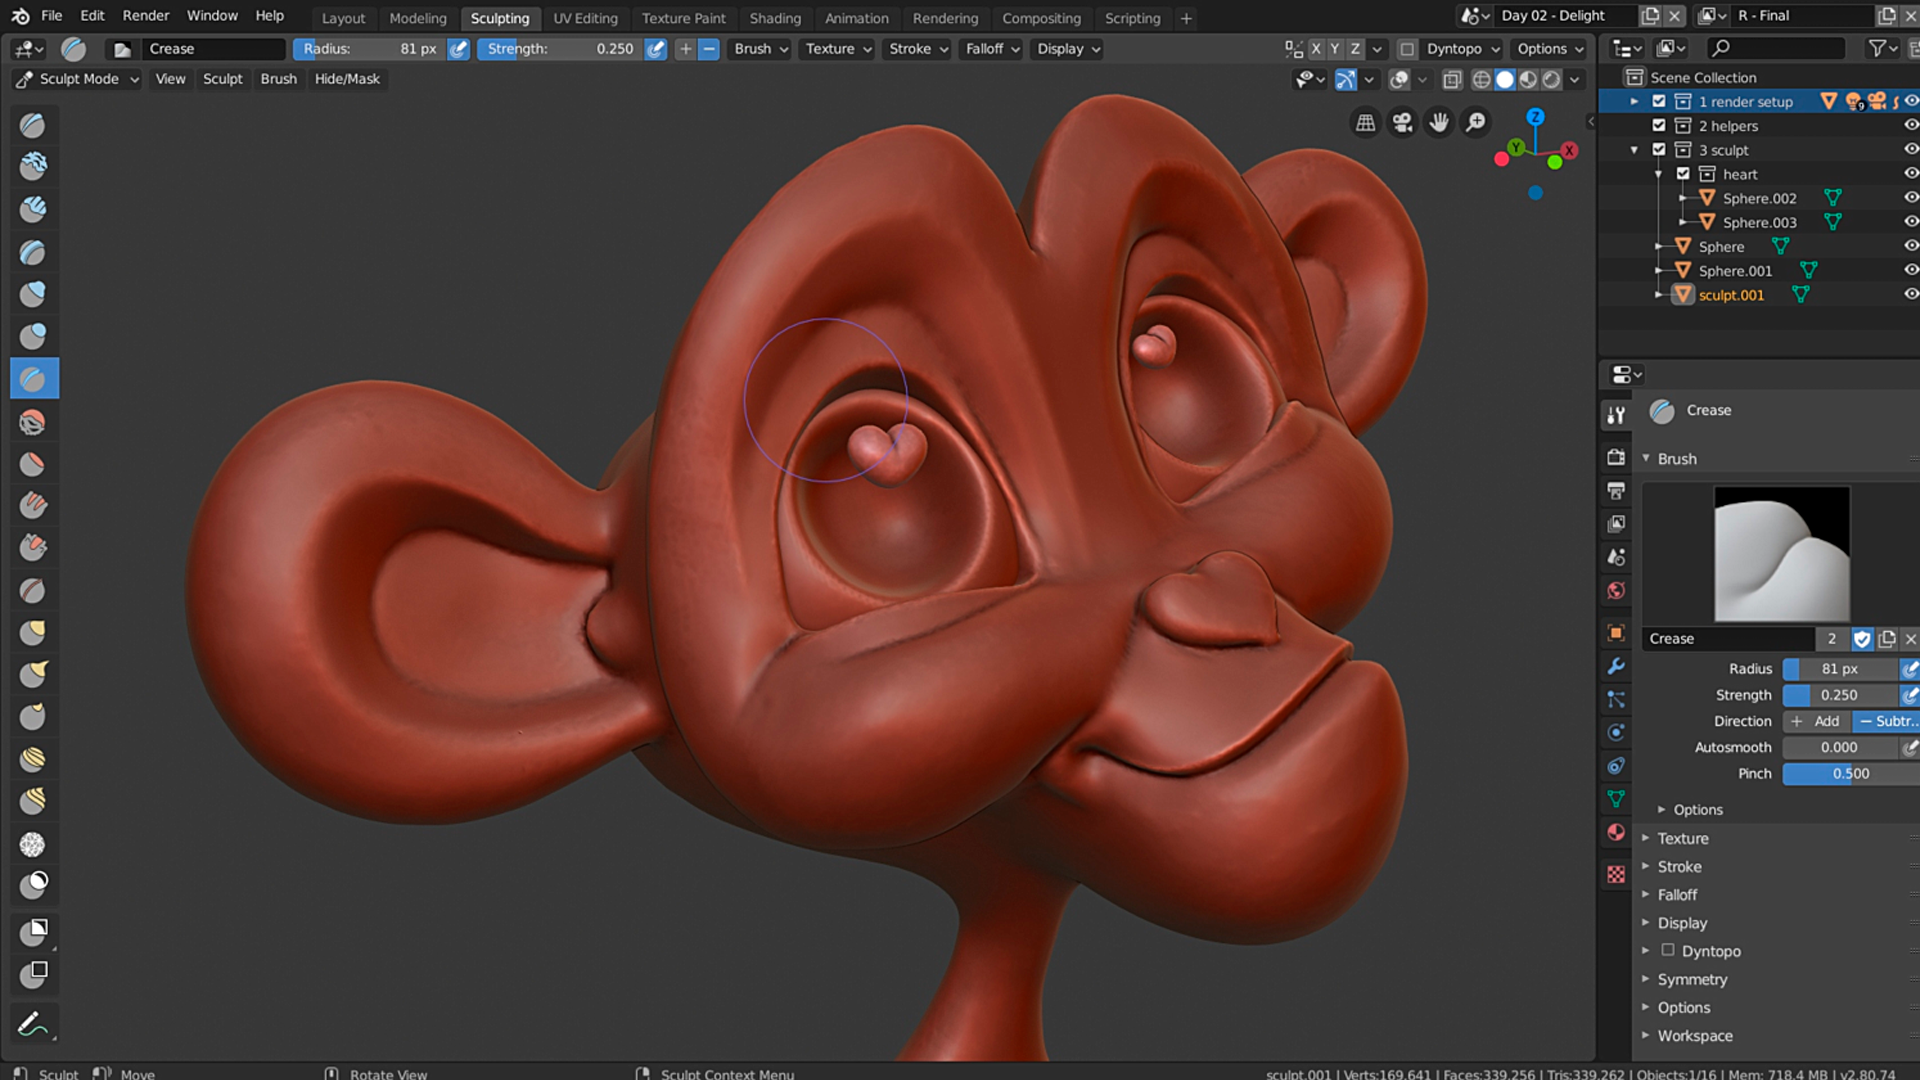 File Edit Render Window Help Layout Modeling Sculpting UV Editing Texture Paint Shading Animation Rendering Compositing Scripting + Day 02 - Delight R - Final
Crease Radius: 81 px Strength: 0.250 + − Brush Texture Stroke Falloff Display X Y Z Dyntopo Options
Sculpt Mode View Sculpt Brush Hide/Mask
Z
Y
X
Scene Collection
1 render setup 9
2 helpers
3 sculpt
heart
Sphere.002
Sphere.003
Sphere
Sphere.001
sculpt.001
Crease
Brush
Crease 2
Radius 81 px
Strength 0.250
Direction + Add − Subtr..
Autosmooth 0.000
Pinch 0.500
Options
Texture
Stroke
Falloff
Display
Dyntopo
Symmetry
Options
Workspace
Sculpt Move Rotate View Sculpt Context Menu sculpt.001 | Verts:169,641 | Faces:339,256 | Tris:339,262 | Objects:1/16 | Mem: 718.4 MB | v2.80.74